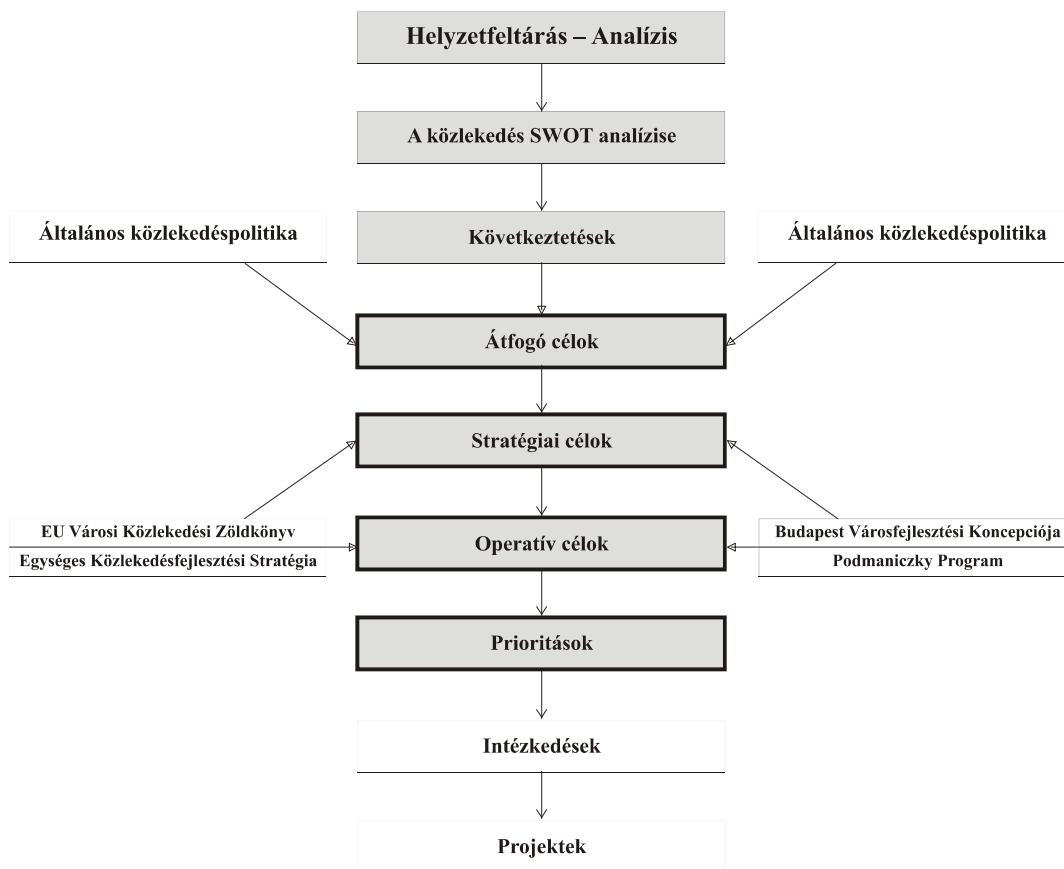 Helyzetfeltárás – Analízis
A közlekedés SWOT analízise
Általános közlekedéspolitika
Következtetések
Általános közlekedéspolitika
Átfogó célok
Stratégiai célok
EU Városi Közlekedési Zöldkönyv
Egységes Közlekedésfejlesztési Stratégia
Operatív célok
Budapest Városfejlesztési Koncepciója
Podmaniczky Program
Prioritások
Intézkedések
Projektek